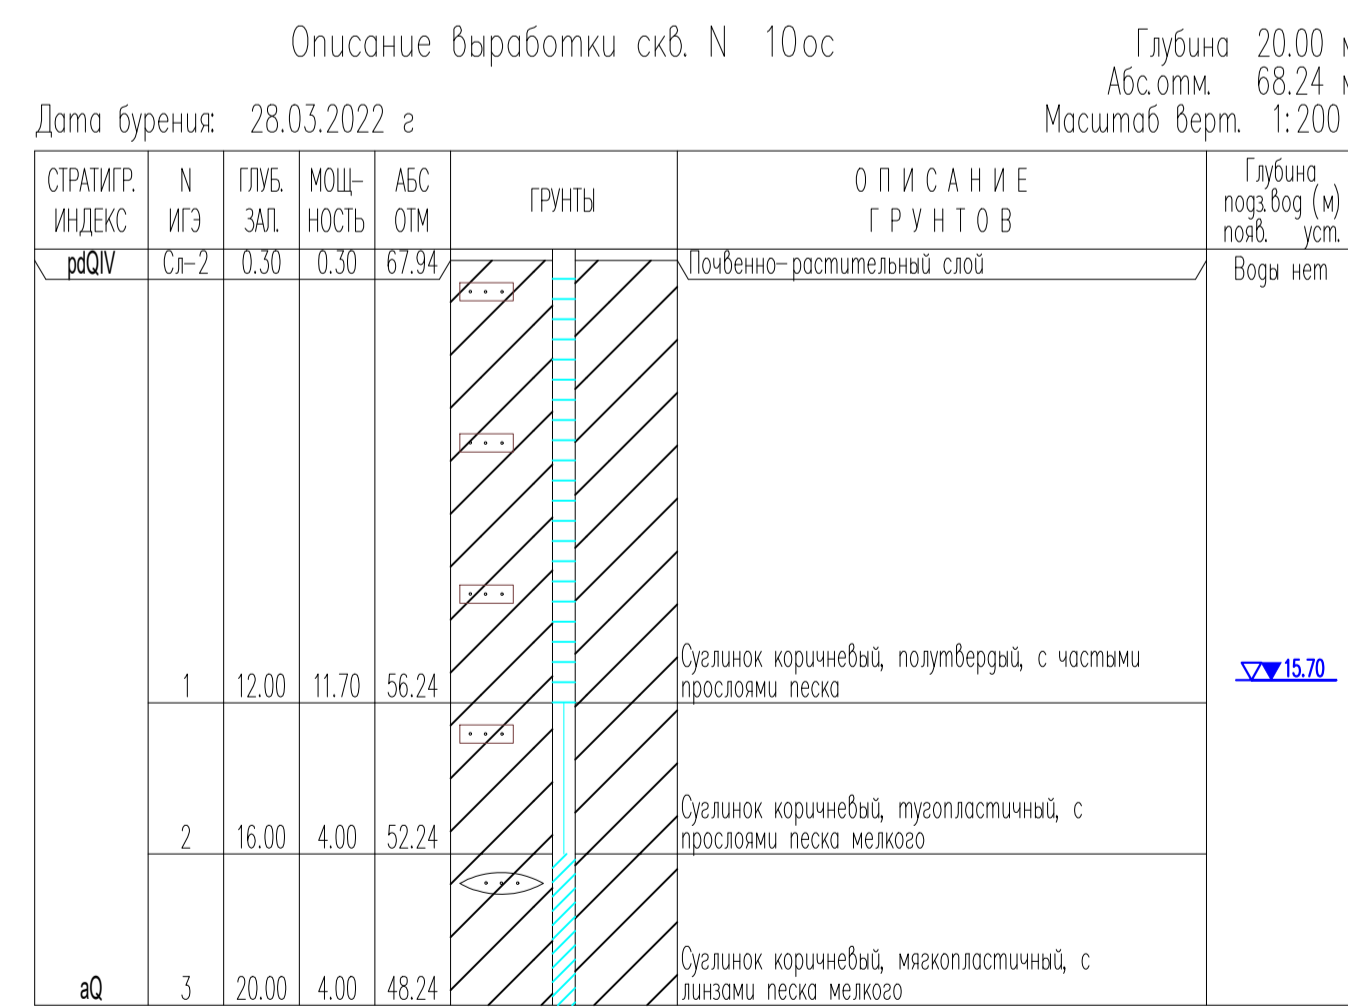 Описание выработки скв. N 10ос
Глубина 20.00 м
Абс.отм. 68.24 м
Дата бурения: 28.03.2022 г
Масштаб верт. 1:200
СТРАТИГР. ИНДЕКС
N ИГЭ
ГЛУБ. ЗАЛ.
МОЩ-НОСТЬ
АБС ОТМ
ГРУНТЫ
ОПИСАНИЕ
ГРУНТОВ
Глубина
подз.вод (м)
появ. уст.
pdQIV Сл-2 0.30 0.30 67.94 Почвенно-растительный слой
Воды нет
Суглинок коричневый, полутвердый, с частыми
1 12.00 11.70 56.24 прослоями песка
15.70
Суглинок коричневый, тугопластичный, с
2 16.00 4.00 52.24 прослоями песка мелкого
Суглинок коричневый, мягкопластичный, с
aQ 3 20.00 4.00 48.24 линзами песка мелкого